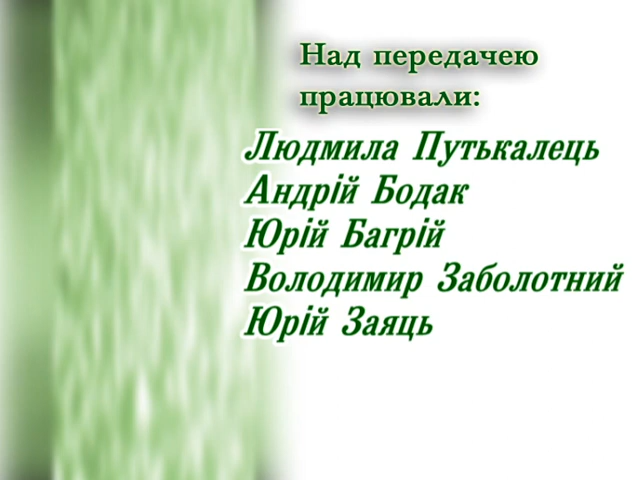 Над передачею
працювали:
Людмила Путькалець
Андрій Бодак
Юрій Багрій
Володимир Заболотний
Юрій Заяць